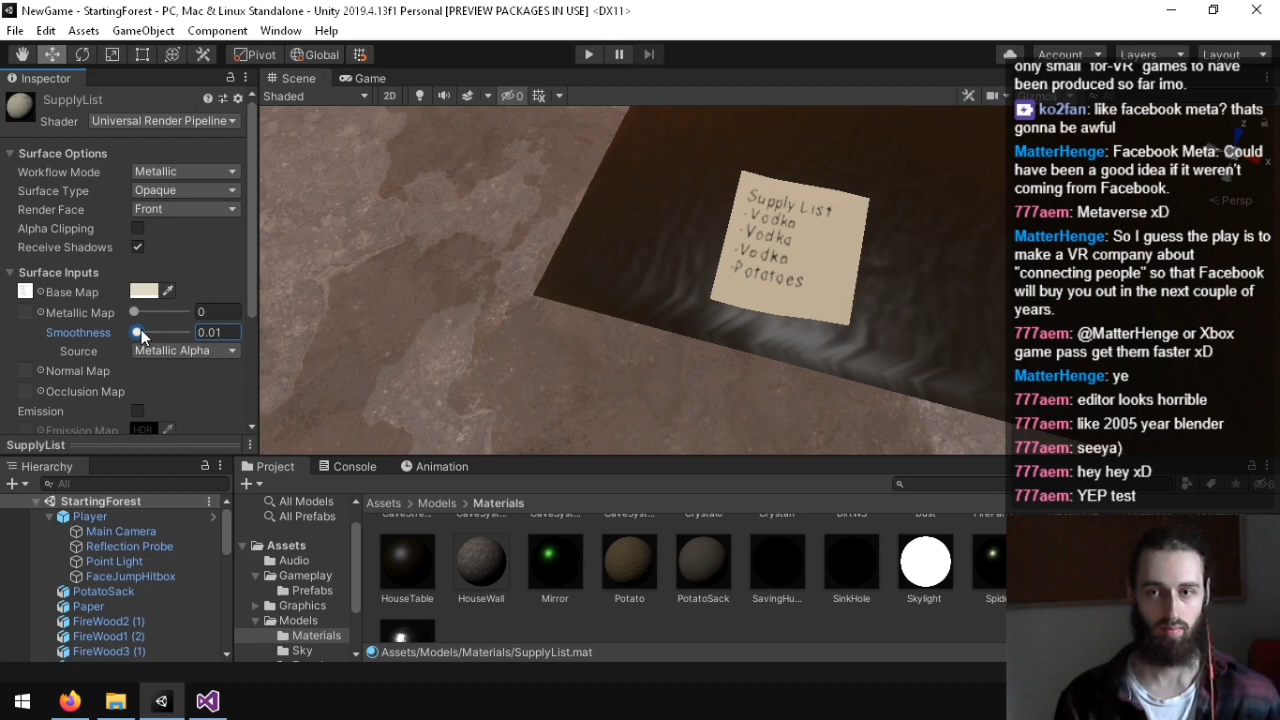 NewGame - StartingForest - PC, Mac & Linux Standalone - Unity 2019.4.13f1 Personal [PREVIEW PACKAGES IN USE] <DX11>
File Edit Assets GameObject Component Window Help
Pivot Global Account Layers Layout
Inspector
SupplyList
Shader Universal Render Pipeline
Surface Options
Workflow Mode Metallic
Surface Type Opaque
Render Face Front
Alpha Clipping
Receive Shadows
Surface Inputs
Base Map
Metallic Map 0
Smoothness 0.01
Source Metallic Alpha
Normal Map
Occlusion Map
Emission
Emission Map HDR
SupplyList
Scene Game
Shaded 2D 0
Z
X
Persp
Supply List
-Vodka
-Vodka
-Vodka
-Potatoes
only small "for-VR" games to have
been produced so far imo.
ko2fan: like facebook meta? thats
gonna be awful
MatterHenge: Facebook Meta: Could
have been a good idea if it weren't
coming from Facebook.
777aem: Metaverse xD
MatterHenge: So I guess the play is to
make a VR company about
"connecting people" so that Facebook
will buy you out in the next couple of
years.
777aem: @MatterHenge or Xbox
game pass get them faster xD
MatterHenge: ye
777aem: editor looks horrible
777aem: like 2005 year blender
777aem: seeya)
777aem: hey hey xD
777aem: YEP test
Hierarchy
All
StartingForest
Player
Main Camera
Reflection Probe
Point Light
FaceJumpHitbox
PotatoSack
Paper
FireWood2 (1)
FireWood1 (2)
FireWood3 (1)
Project Console Animation
All Models
All Prefabs
Assets
Audio
Gameplay
Prefabs
Graphics
Models
Materials
Sky
Assets Models Materials
HouseTable HouseWall Mirror Potato PotatoSack SavingHu... SinkHole Skylight
Assets/Models/Materials/SupplyList.mat